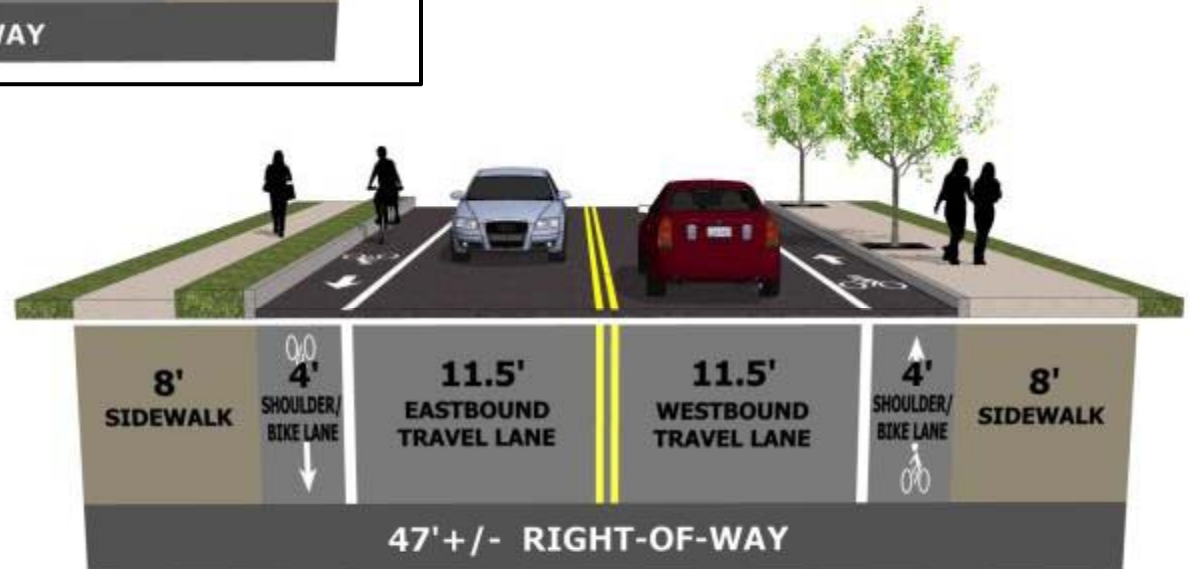 WAY
8'
SIDEWALK
4'
SHOULDER/
BIKE LANE
11.5'
EASTBOUND
TRAVEL LANE
11.5'
WESTBOUND
TRAVEL LANE
4'
SHOULDER/
BIKE LANE
8'
SIDEWALK
47'+/- RIGHT-OF-WAY